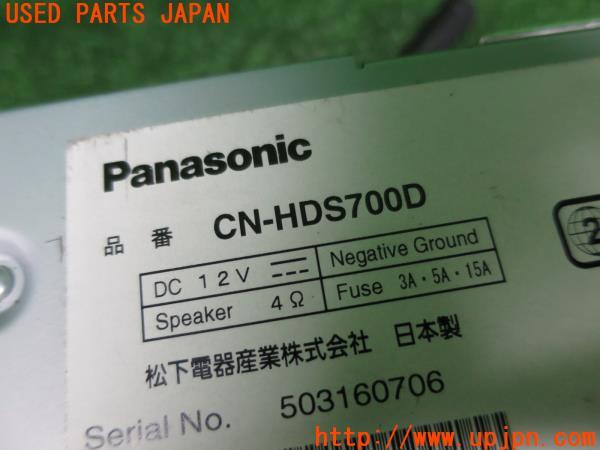 USED PARTS JAPAN
Panasonic
品番 CN-HDS700D
DC 12V Negative Ground
Speaker 4Ω Fuse 3A・5A・15A
松下電器産業株式会社 日本製
Serial No. 503160706
2
http://www.upjpn.com